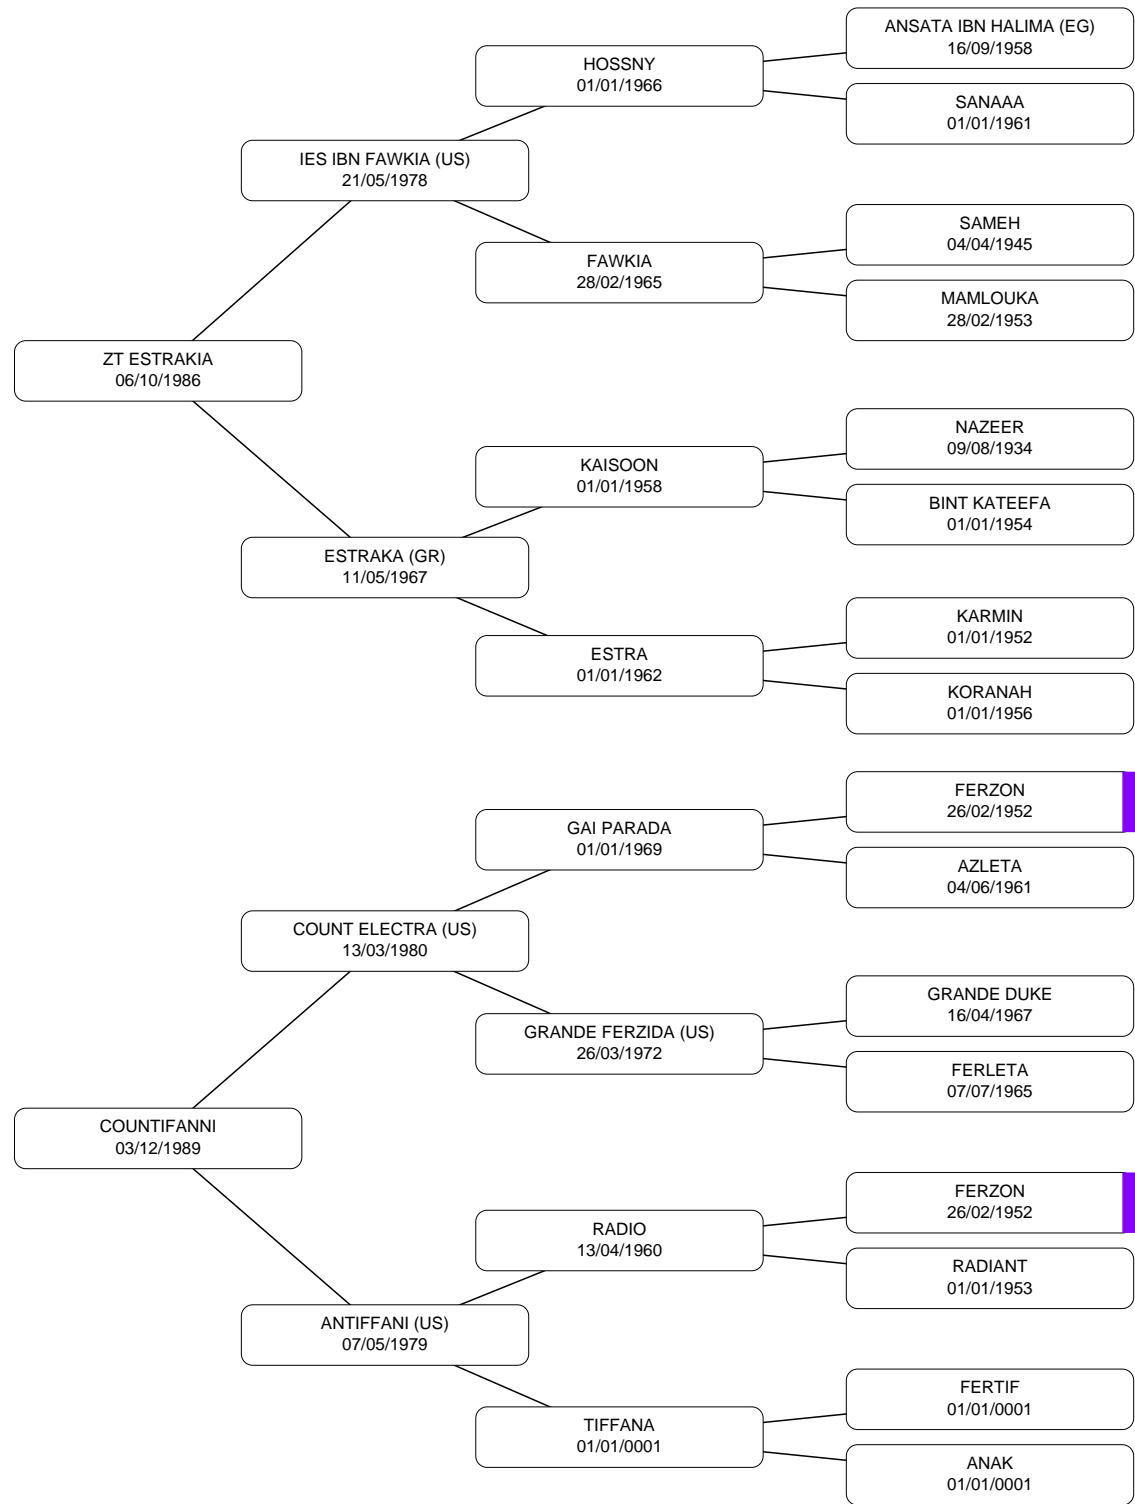 ANSATA IBN HALIMA (EG)
16/09/1958
HOSSNY
01/01/1966
SANAAA
01/01/1961
IES IBN FAWKIA (US)
21/05/1978
SAMEH
04/04/1945
FAWKIA
28/02/1965
MAMLOUKA
28/02/1953
ZT ESTRAKIA
06/10/1986
NAZEER
09/08/1934
KAISOON
01/01/1958
BINT KATEEFA
01/01/1954
ESTRAKA (GR)
11/05/1967
KARMIN
01/01/1952
ESTRA
01/01/1962
KORANAH
01/01/1956
FERZON
26/02/1952
GAI PARADA
01/01/1969
AZLETA
04/06/1961
COUNT ELECTRA (US)
13/03/1980
GRANDE DUKE
16/04/1967
GRANDE FERZIDA (US)
26/03/1972
FERLETA
07/07/1965
COUNTIFANNI
03/12/1989
FERZON
26/02/1952
RADIO
13/04/1960
RADIANT
01/01/1953
ANTIFFANI (US)
07/05/1979
FERTIF
01/01/0001
TIFFANA
01/01/0001
ANAK
01/01/0001